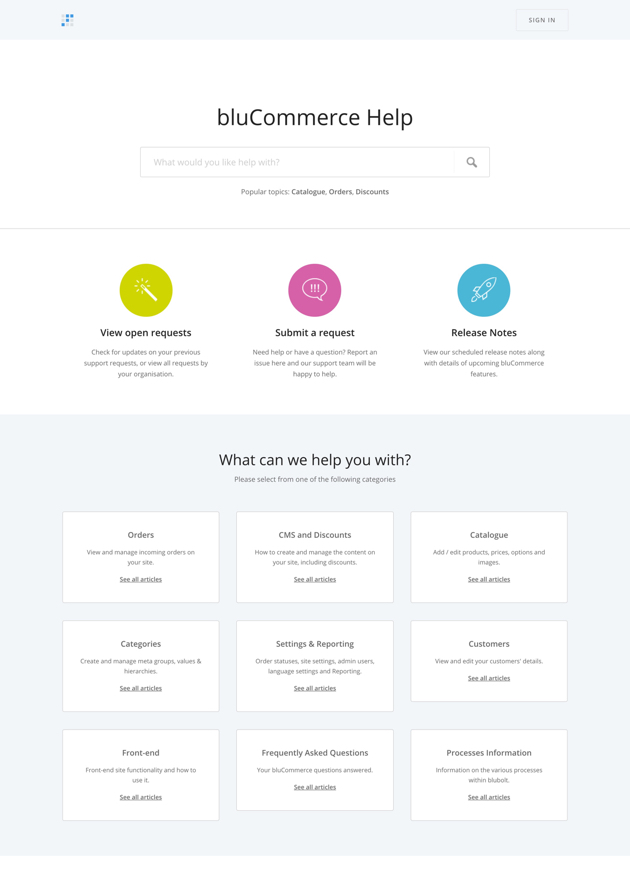 SIGN IN
bluCommerce Help
What would you like help with?
Popular topics: Catalogue, Orders, Discounts
!!!
View open requests
Check for updates on your previous
support requests, or view all requests by
your organisation.
Submit a request
Need help or have a question? Report an
issue here and our support team will be
happy to help.
Release Notes
View our scheduled release notes along
with details of upcoming bluCommerce
features.
What can we help you with?
Please select from one of the following categories
Orders
View and manage incoming orders on
your site.
See all articles
CMS and Discounts
How to create and manage the content on
your site, including discounts.
See all articles
Catalogue
Add / edit products, prices, options and
images.
See all articles
Categories
Create and manage meta groups, values &
hierarchies.
See all articles
Settings & Reporting
Order statuses, site settings, admin users,
language settings and Reporting.
See all articles
Customers
View and edit your customers' details.
See all articles
Front-end
Front-end site functionality and how to
use it.
See all articles
Frequently Asked Questions
Your bluCommerce questions answered.
See all articles
Processes Information
Information on the various processes
within blubolt.
See all articles